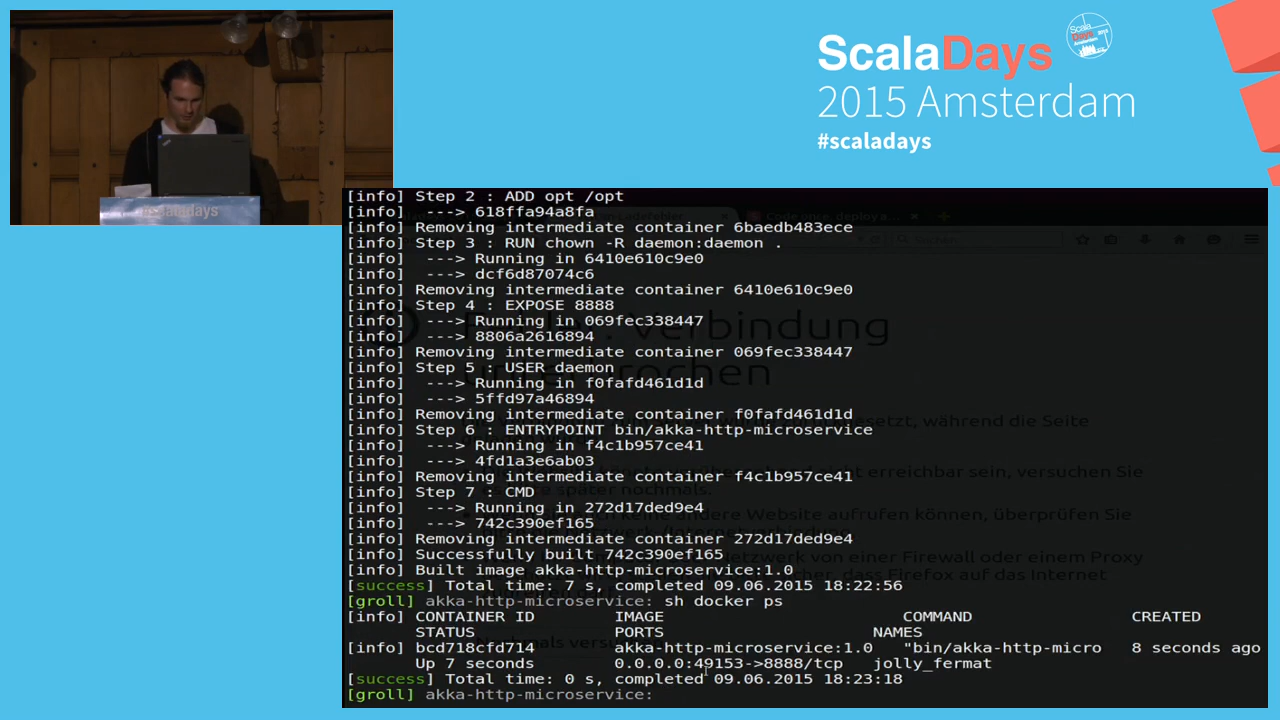 ScalaDays
2015 Amsterdam
#scaladays
Scala
Days
Amsterdam
#scaladays
[info] Step 2 : ADD opt /opt
[info]  ---> 618ffa94a8fa
[info] Removing intermediate container 6baedb483ece
[info] Step 3 : RUN chown -R daemon:daemon .
[info]  ---> Running in 6410e610c9e0
[info]  ---> dcf6d87074c6
[info] Removing intermediate container 6410e610c9e0
[info] Step 4 : EXPOSE 8888
[info]  ---> Running in 069fec338447
[info]  ---> 8806a2616894
[info] Removing intermediate container 069fec338447
[info] Step 5 : USER daemon
[info]  ---> Running in f0fafd461d1d
[info]  ---> 5ffd97a46894
[info] Removing intermediate container f0fafd461d1d
[info] Step 6 : ENTRYPOINT bin/akka-http-microservice
[info]  ---> Running in f4c1b957ce41
[info]  ---> 4fd1a3e6ab03
[info] Removing intermediate container f4c1b957ce41
[info] Step 7 : CMD
[info]  ---> Running in 272d17ded9e4
[info]  ---> 742c390ef165
[info] Removing intermediate container 272d17ded9e4
[info] Successfully built 742c390ef165
[info] Built image akka-http-microservice:1.0
[success] Total time: 7 s, completed 09.06.2015 18:22:56
[groll] akka-http-microservice: sh docker ps
[info] CONTAINER ID IMAGE COMMAND CREATED
STATUS PORTS NAMES
[info] bcd718cfd714 akka-http-microservice:1.0 "bin/akka-http-micro 8 seconds ago
Up 7 seconds 0.0.0.0:49153->8888/tcp jolly_fermat
[success] Total time: 0 s, completed 09.06.2015 18:23:18
[groll] akka-http-microservice: